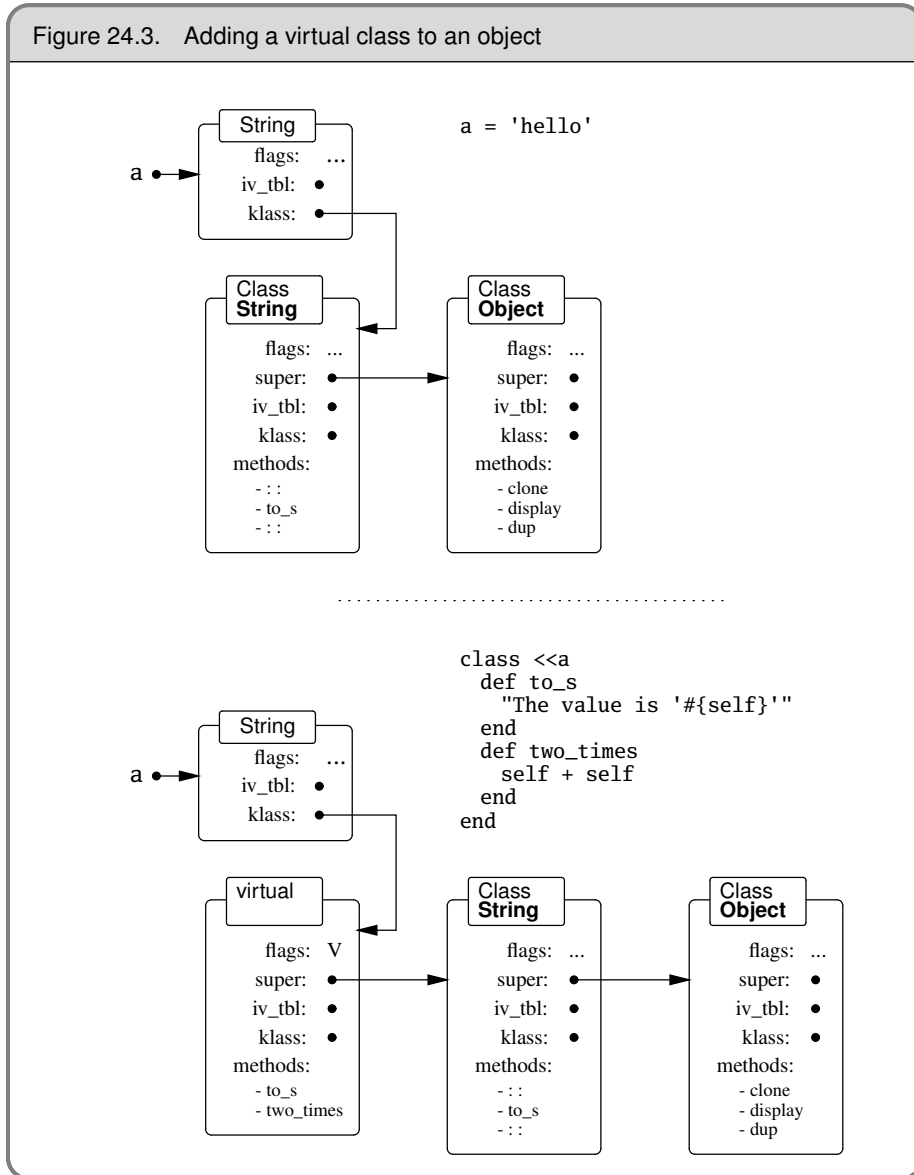 Figure 24.3. Adding a virtual class to an object
String
flags: ...
iv_tbl:
klass:
a
a = 'hello'
Class
String
flags: ...
super:
iv_tbl:
klass:
methods:
- : :
- to_s
- : :
Class
Object
flags: ...
super:
iv_tbl:
klass:
methods:
- clone
- display
- dup
class <<a
def to_s
"The value is '#{self}'"
end
def two_times
self + self
end
end
String
flags: ...
iv_tbl:
klass:
a
virtual
flags: V
super:
iv_tbl:
klass:
methods:
- to_s
- two_times
Class
String
flags: ...
super:
iv_tbl:
klass:
methods:
- : :
- to_s
- : :
Class
Object
flags: ...
super:
iv_tbl:
klass:
methods:
- clone
- display
- dup